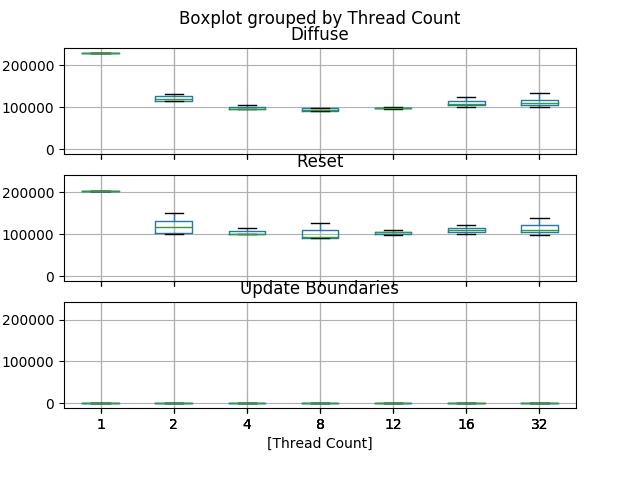 Boxplot grouped by Thread Count
Diffuse
200000
100000
0
Reset
200000
100000
0
Update Boundaries
200000
100000
0
1 2 4 8 12 16 32
[Thread Count]